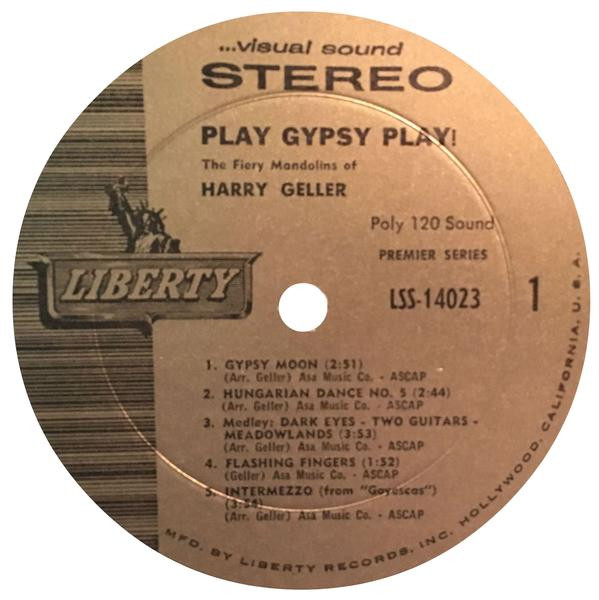 ...visual sound
STEREO
PLAY GYPSY PLAY!
The Fiery Mandolins of
HARRY GELLER
Poly 120 Sound
PREMIER SERIES
LIBERTY
LSS-14023
1
1. GYPSY MOON (2:51)
(Arr. Geller) Asa Music Co. - ASCAP
2. HUNGARIAN DANCE NO. 5 (2:44)
(Arr. Geller) Asa Music Co. - ASCAP
3. Medley: DARK EYES - TWO GUITARS -
MEADOWLANDS (3:53)
(Arr. Geller) Asa Music Co. - ASCAP
4. FLASHING FINGERS (1:52)
(Geller) Asa Music Co. - ASCAP
5. INTERMEZZO (from "Goyescas")
(3:54)
(Arr. Geller) Asa Music Co. - ASCAP
MFD. BY LIBERTY RECORDS, INC. HOLLYWOOD, CALIFORNIA, U. S. A.